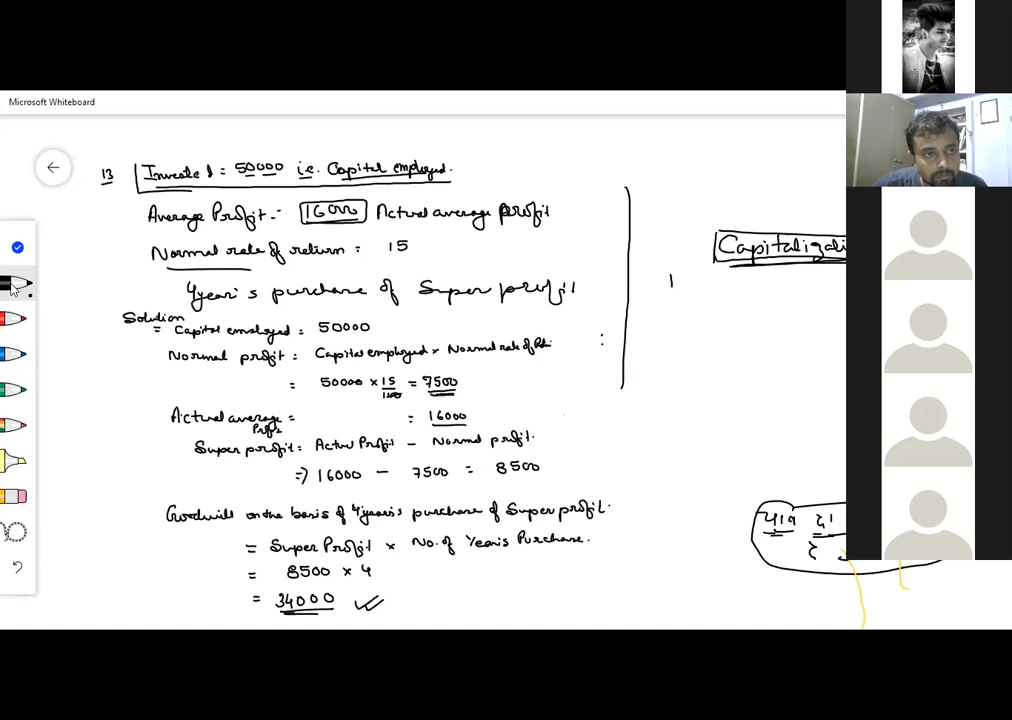 Microsoft Whiteboard
13 Invested = 50000 i.e. Capital employed.
Average Profit - 16000 Actual average profit
Normal rate of return = 15
4 year's purchase of Super profit
Solution
= Capital employed = 50000
Normal profit = Capital employed × Normal rate of
= 50000 × 15/100 = 7500
Actual average Profit = = 16000
Super profit = Actual Profit - Normal profit.
=) 16000 - 7500 = 8500
Goodwill on the basis of 4 year's purchase of Super profit.
= Super Profit × No. of Year's Purchase.
= 8500 × 4
= 34000